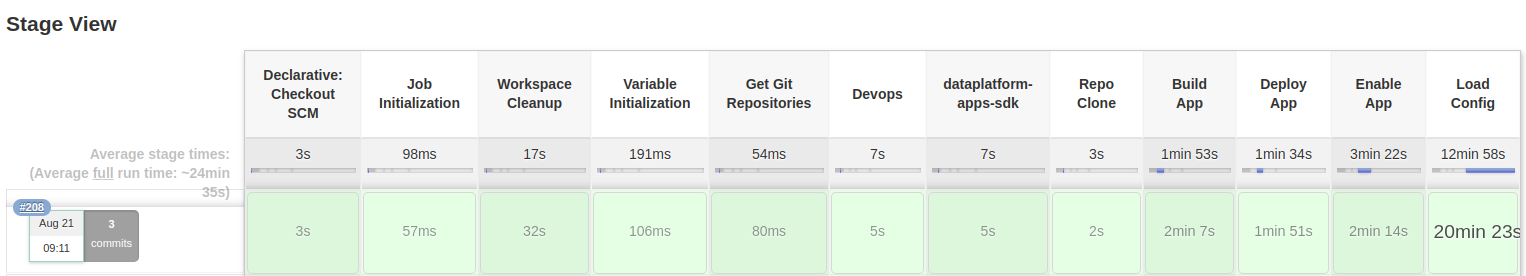 Stage View
Declarative:
Checkout
SCM
Job
Initialization
Workspace
Cleanup
Variable
Initialization
Get Git
Repositories
Devops
dataplatform-
apps-sdk
Repo
Clone
Build
App
Deploy
App
Enable
App
Load
Config
Average stage times:
(Average full run time: ~24min
35s)
3s
98ms
17s
191ms
54ms
7s
7s
3s
1min 53s
1min 34s
3min 22s
12min 58s
#208
Aug 21
09:11
3
commits
3s
57ms
32s
106ms
80ms
5s
5s
2s
2min 7s
1min 51s
2min 14s
20min 23s